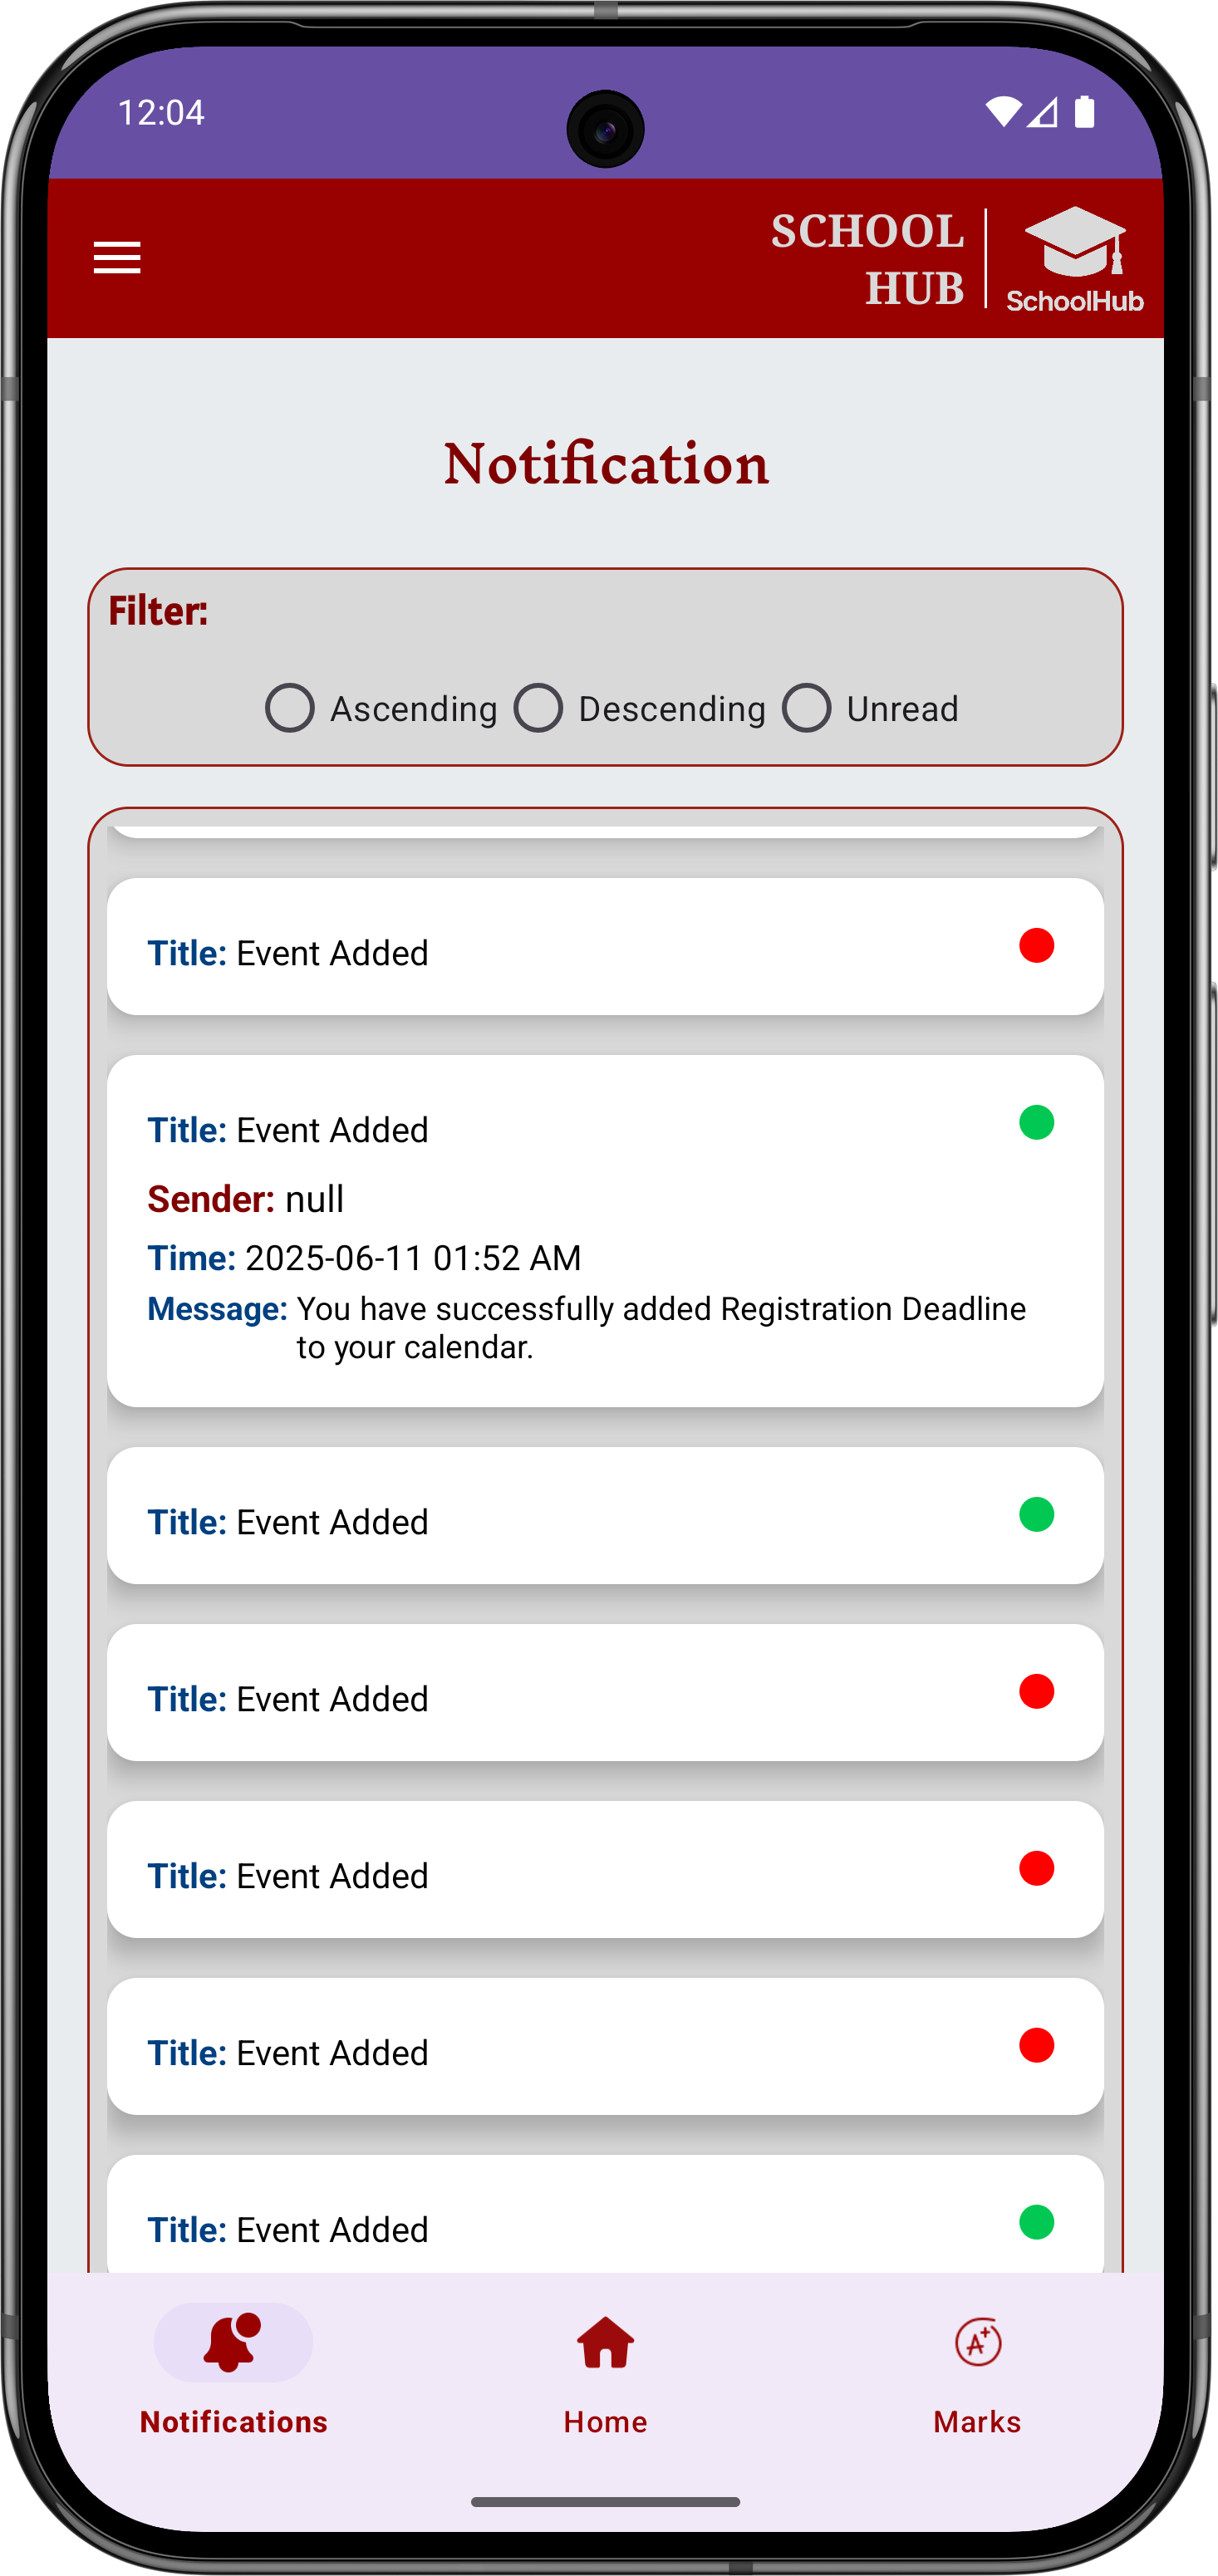 12:04
SCHOOL
HUB
SchoolHub
Notification
Filter:
Ascending Descending Unread
Title: Event Added
Title: Event Added
Sender: null
Time: 2025-06-11 01:52 AM
Message: You have successfully added Registration Deadline
to your calendar.
Title: Event Added
Title: Event Added
Title: Event Added
Title: Event Added
Title: Event Added
A+
Notifications Home Marks